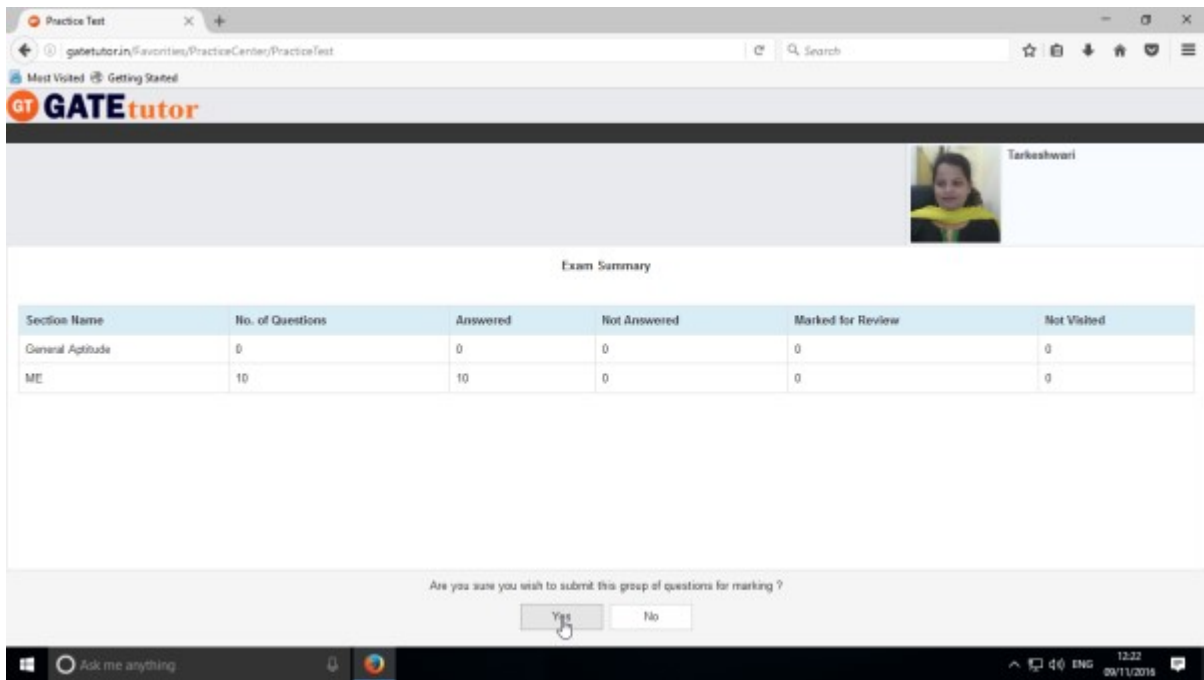 Practice Test
gatetutor.in/Favorities/PracticeCenter/PracticeTest
Search
Most Visited Getting Started
GT GATEtutor
Tarkeshwari
Exam Summary
Section Name No. of Questions Answered Not Answered Marked for Review Not Visited
General Aptitude 0 0 0 0 0
ME 10 10 0 0 0
Are you sure you wish to submit this group of questions for marking ?
Yes No
Ask me anything ENG 12:22
09/11/2016